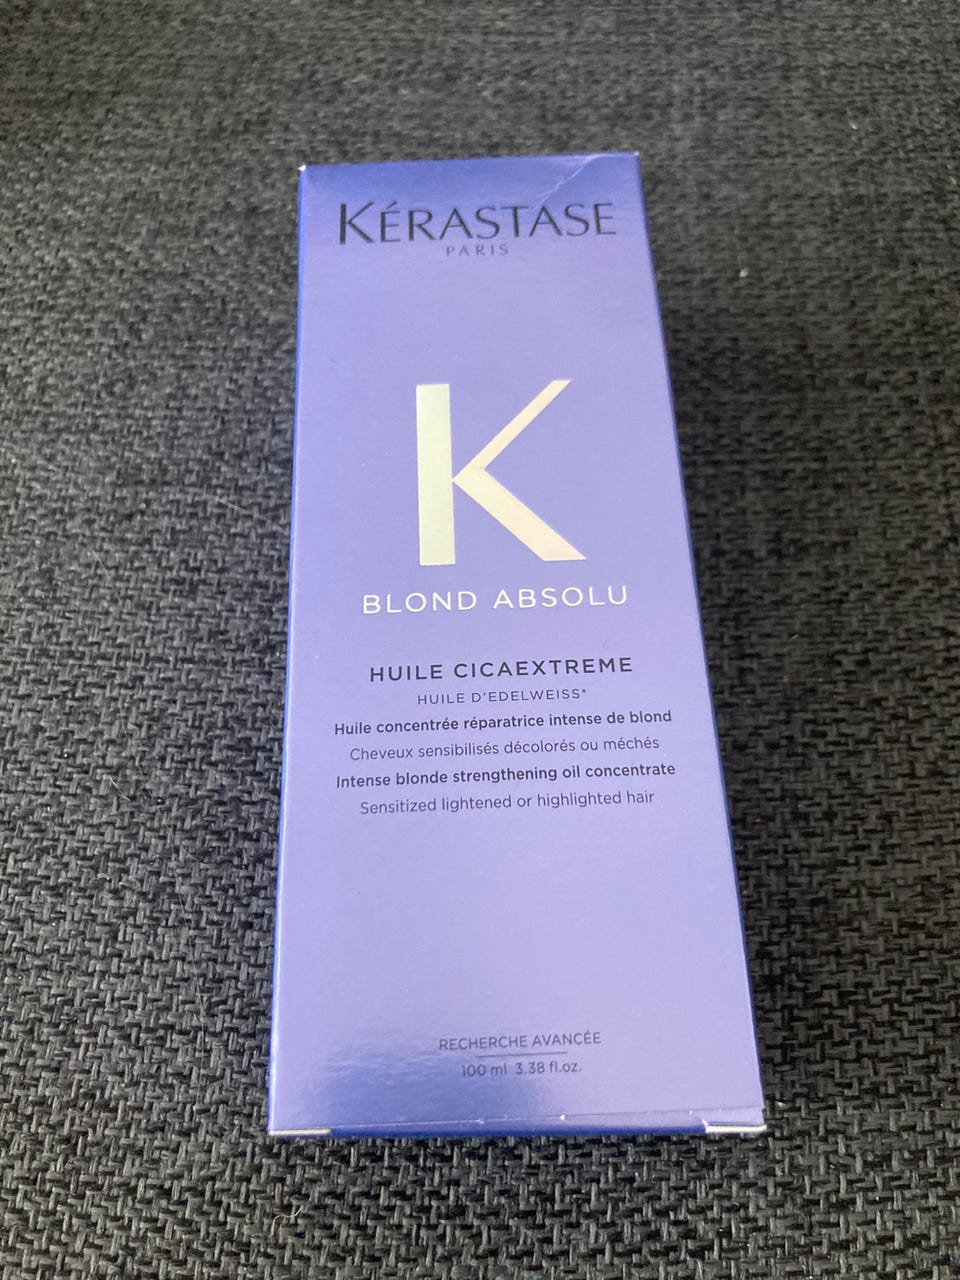 KÉRASTASE
PARIS
K
BLOND ABSOLU
HUILE CICAEXTREME
HUILE D'EDELWEISS*
Huile concentrée réparatrice intense de blond
Cheveux sensibilisés décolorés ou méchés
Intense blonde strengthening oil concentrate
Sensitized lightened or highlighted hair
RECHERCHE AVANCÉE
100 ml 3.38 fl.oz.